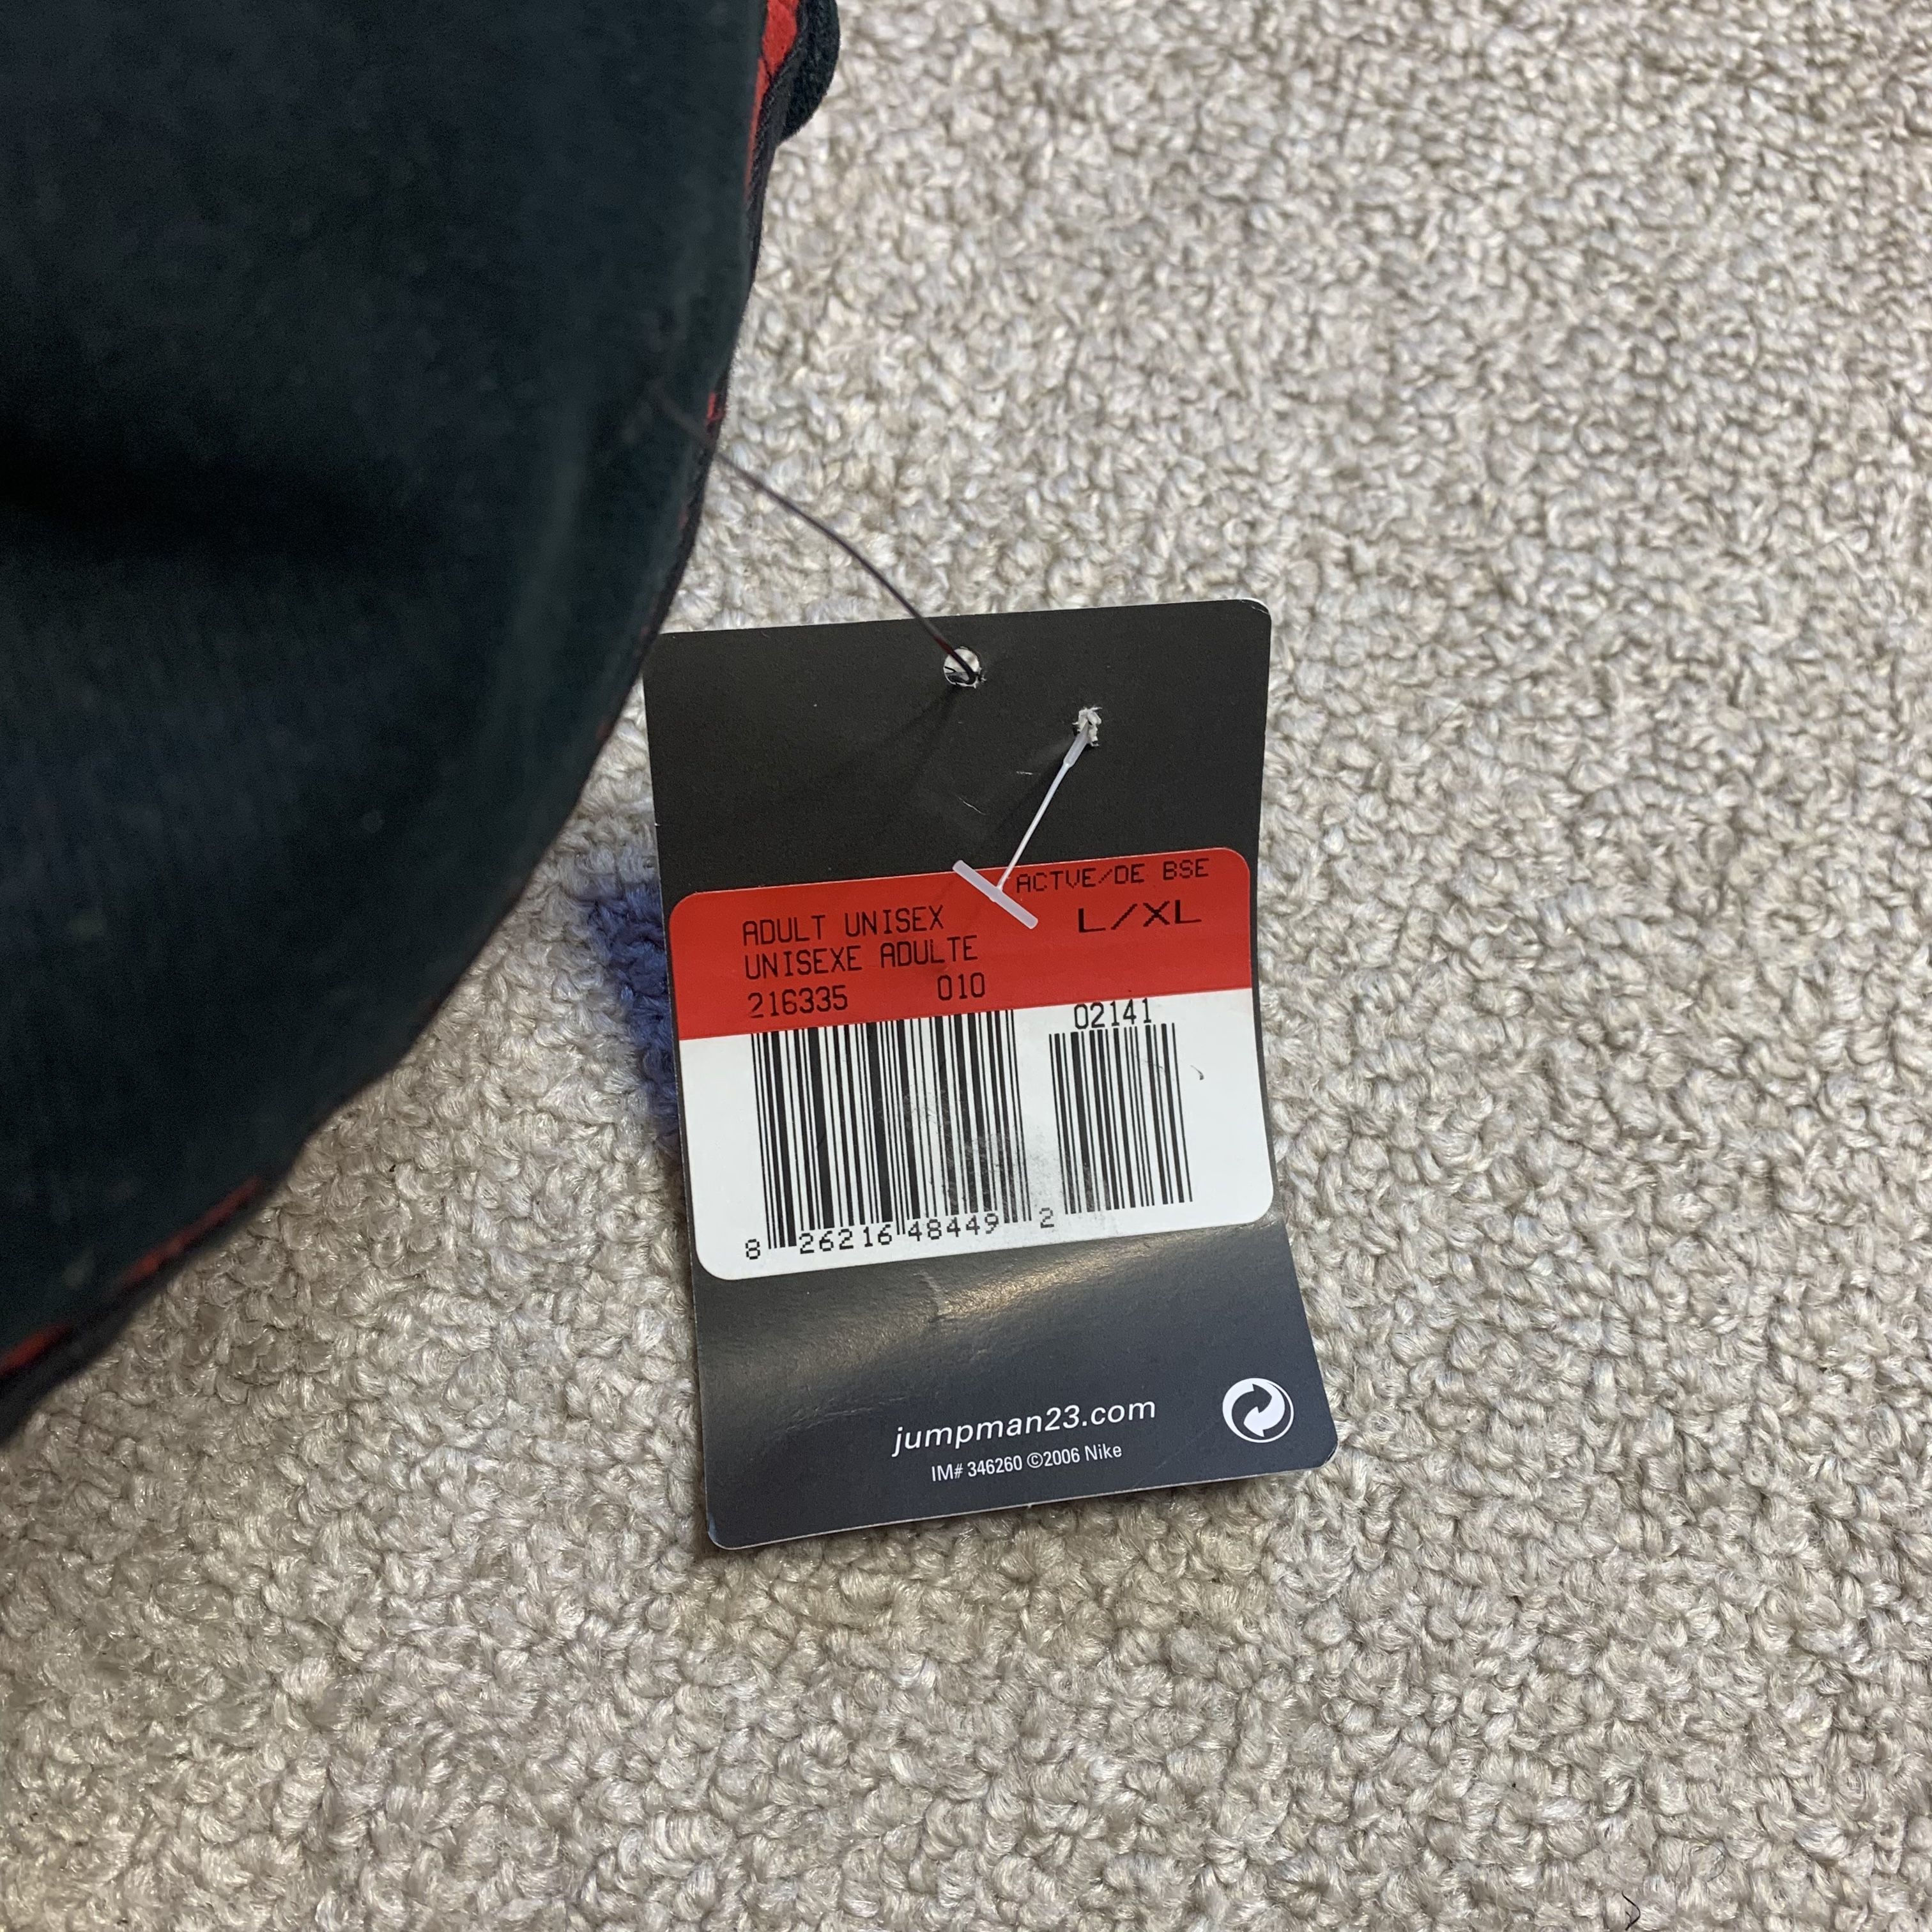 ACTVE/DE BSE
ADULT UNISEX L/XL
UNISEXE ADULTE
216335 010
02141
8 26216 48449 2
jumpman23.com
IM# 346260 ©2006 Nike